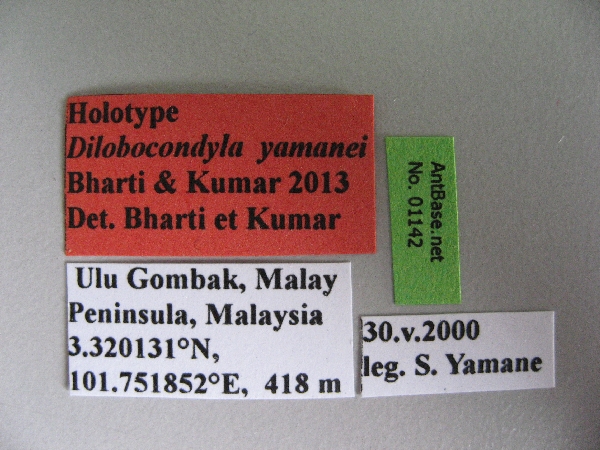 Holotype
Dilobocondyla yamanei
Bharti & Kumar 2013
Det. Bharti et Kumar
AntBase.net
No. 01142
Ulu Gombak, Malay
Peninsula, Malaysia
3.320131°N,
101.751852°E, 418 m
30.v.2000
leg. S. Yamane